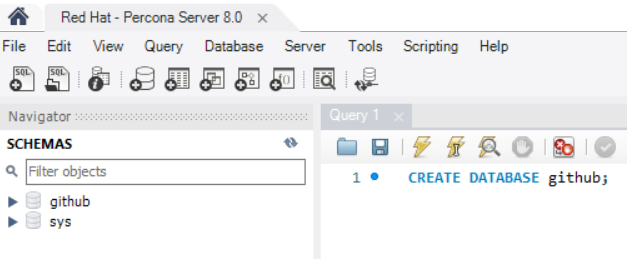 Red Hat - Percona Server 8.0 ×
File Edit View Query Database Server Tools Scripting Help
SQL SQL
Navigator
Query 1 ×
SCHEMAS
Filter objects
github
sys
1 CREATE DATABASE github;